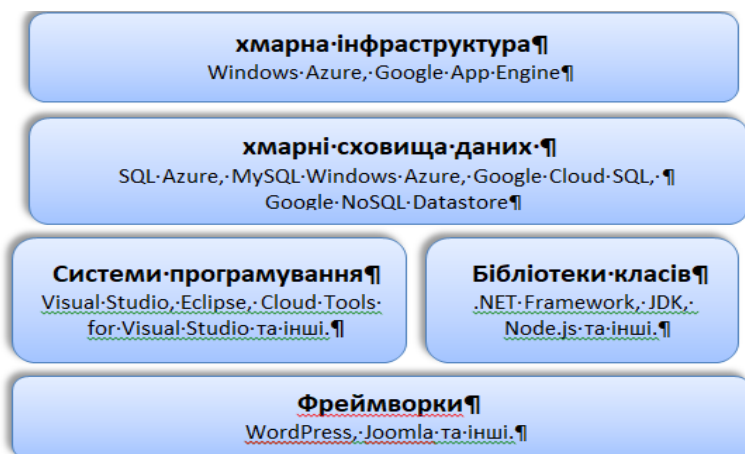 хмарна·інфраструктура¶
Windows·Azure,·Google·App·Engine¶
хмарні·сховища·даних·¶
SQL·Azure,·MySQL·Windows·Azure,·Google·Cloud·SQL,·¶
Google·NoSQL·Datastore¶
Системи·програмування¶
Visual·Studio,·Eclipse,·Cloud·Tools·
for·Visual·Studio·та·інші.¶
Бібліотеки·класів¶
.NET·Framework,·JDK,·
Node.js·та·інші.¶
Фреймворки¶
WordPress,·Joomla·та·інші.¶